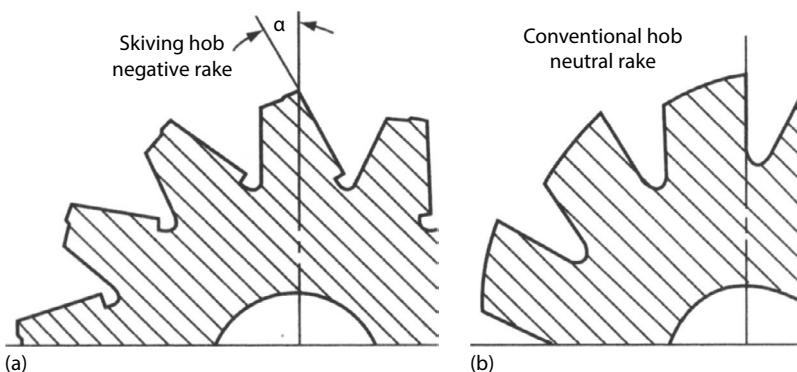 Skiving hob
negative rake
α
Conventional hob
neutral rake
(a)
(b)